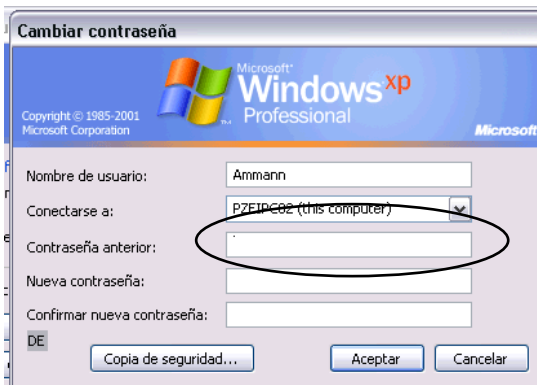 Cambiar contraseña
Microsoft
Windows xp
Professional
Copyright © 1985-2001
Microsoft Corporation
Microsoft
Nombre de usuario: Ammann
Conectarse a: PZEIPC02 (this computer)
Contraseña anterior:
Nueva contraseña:
Confirmar nueva contraseña:
DE
Copia de seguridad... Aceptar Cancelar